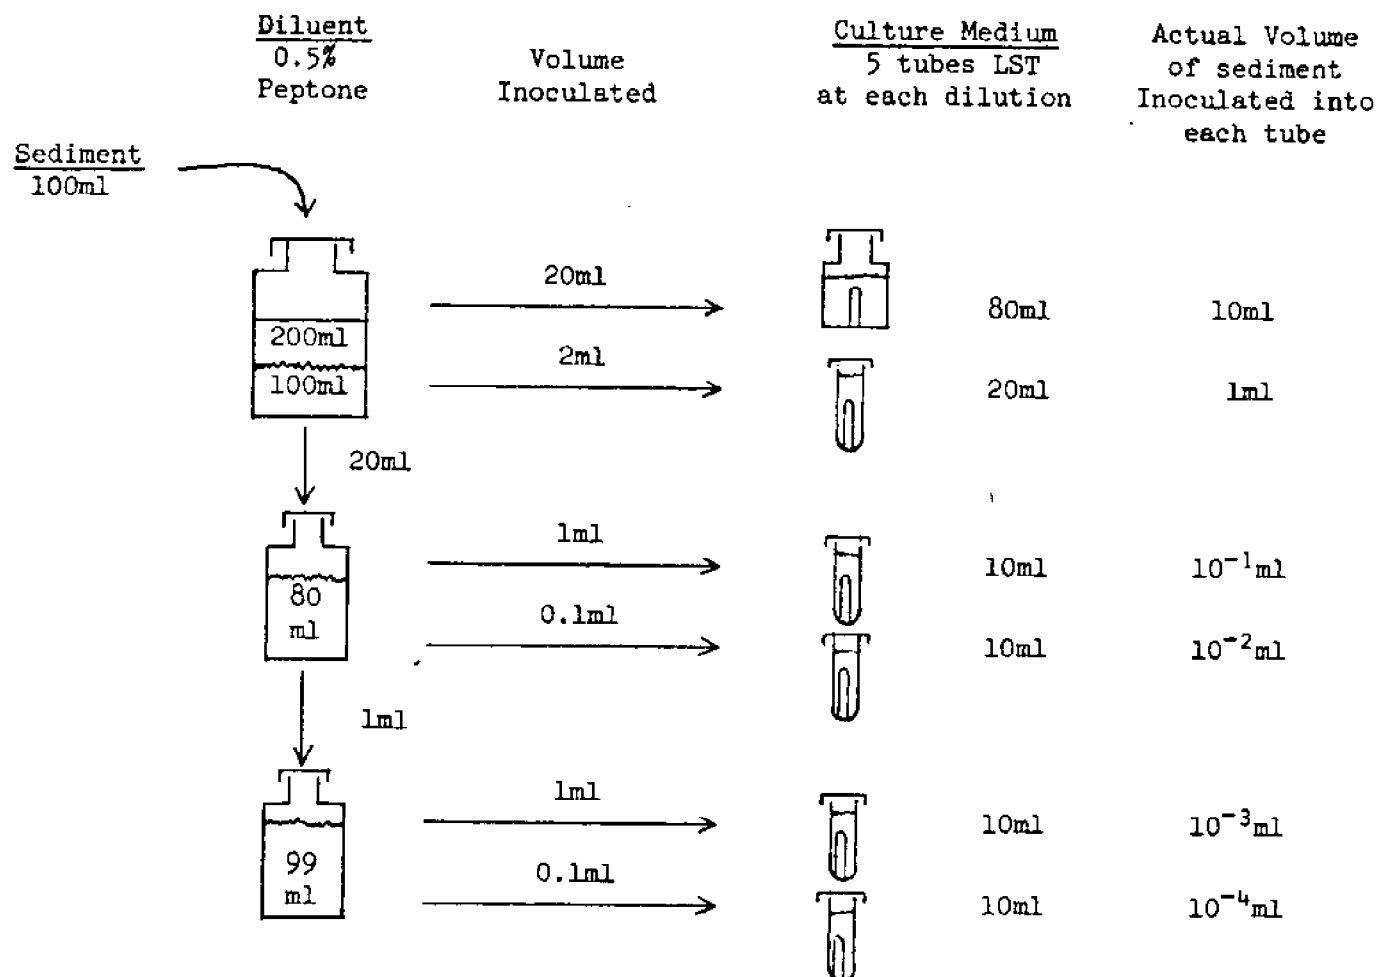 Diluent
0.5%
Peptone
Volume
Inoculated
Culture Medium
5 tubes LST
at each dilution
Actual Volume
of sediment
Inoculated into
each tube
Sediment
100ml
200ml
100ml
20ml
80ml
10ml
2ml
20ml
1ml
20ml
80
ml
1ml
10ml
10⁻¹ml
0.1ml
10ml
10⁻²ml
1ml
99
ml
1ml
10ml
10⁻³ml
0.1ml
10ml
10⁻⁴ml